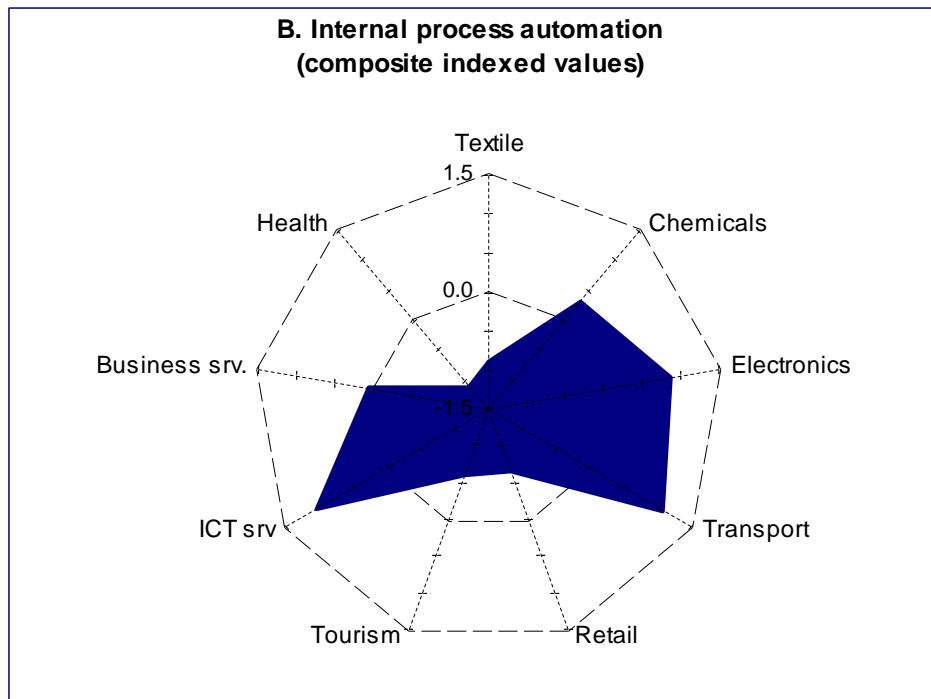 B. Internal process automation
(composite indexed values)
Textile
1.5
Health
Chemicals
0.0
Business srv.
Electronics
-1.5
ICT srv
Transport
Tourism
Retail